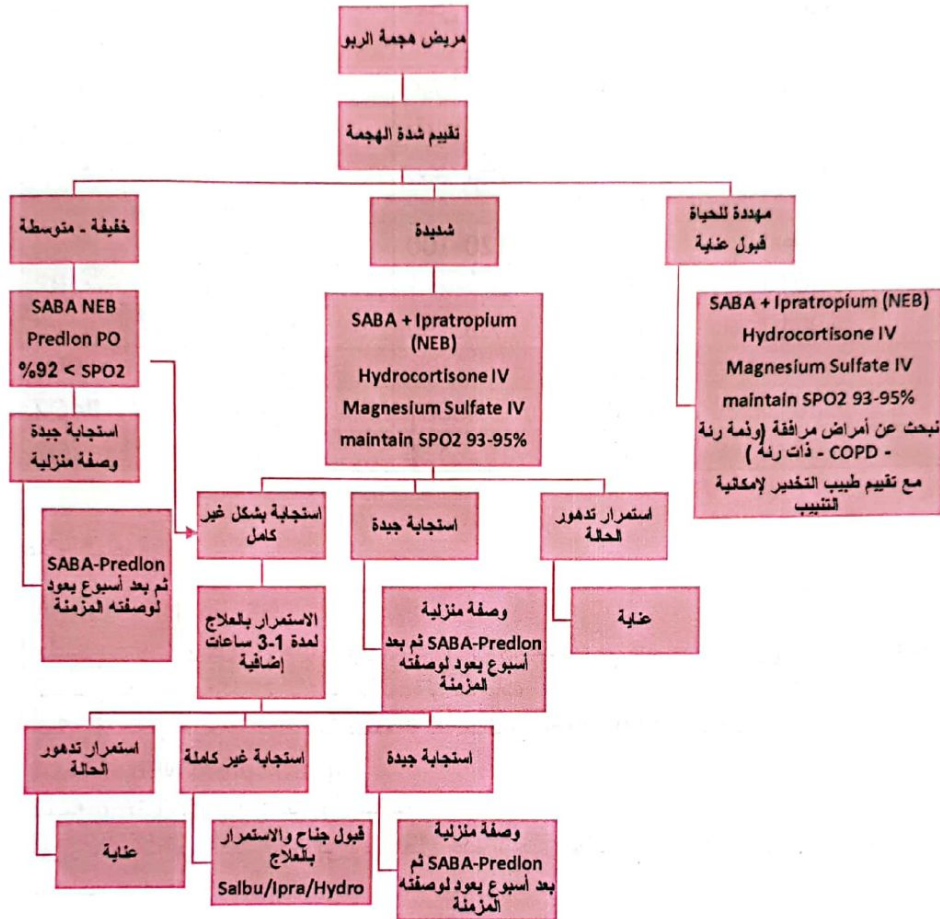 مريض هجمة الربو
تقييم شدة الهجمة
خفيفة - متوسطة
شديدة
مهددة للحياة
قبول عناية
SABA NEB
Predlon PO
%92 < SPO2
SABA + Ipratropium
(NEB)
Hydrocortisone IV
Magnesium Sulfate IV
maintain SPO2 93-95%
SABA + Ipratropium (NEB)
Hydrocortisone IV
Magnesium Sulfate IV
maintain SPO2 93-95%
نبحث عن أمراض مرافقة (وذمة رئة
- COPD - ذات رئة )
مع تقييم طبيب التخدير لإمكانية
التنبيب
استجابة جيدة
وصفة منزلية
SABA-Predlon
ثم بعد أسبوع يعود
لوصفته المزمنة
استجابة بشكل غير
كامل
استجابة جيدة
استمرار تدهور
الحالة
الاستمرار بالعلاج
لمدة 1-3 ساعات
إضافية
وصفة منزلية
SABA-Predlon ثم بعد
أسبوع يعود لوصفته
المزمنة
عناية
استمرار تدهور
الحالة
استجابة غير كاملة
استجابة جيدة
عناية
قبول جناح والاستمرار
بالعلاج
Salbu/Ipra/Hydro
وصفة منزلية
SABA-Predlon ثم
بعد أسبوع يعود لوصفته
المزمنة